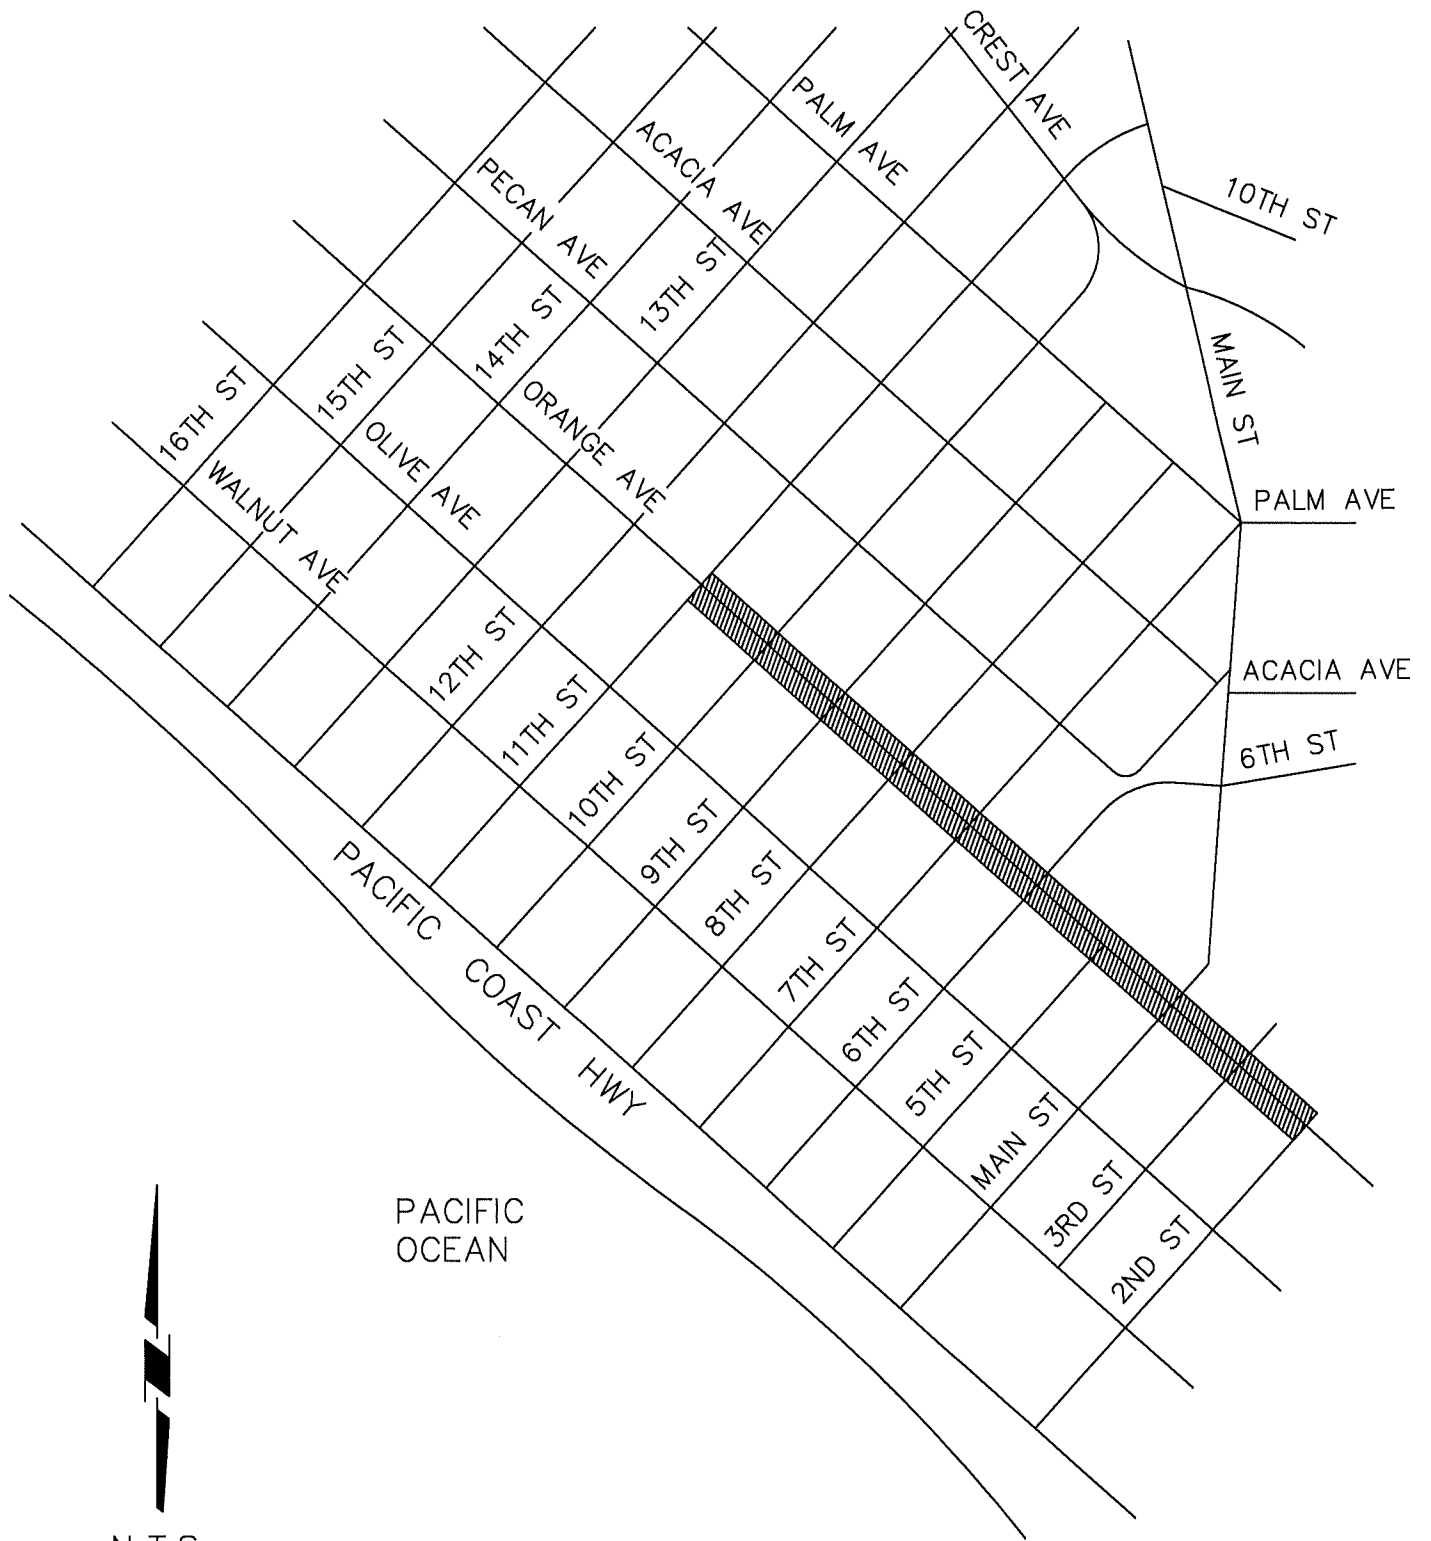 CREST AVE
PALM AVE
ACACIA AVE
PECAN AVE
10TH ST
13TH ST
14TH ST
15TH ST
16TH ST
MAIN ST
ORANGE AVE
OLIVE AVE
WALNUT AVE
PALM AVE
ACACIA AVE
6TH ST
12TH ST
11TH ST
10TH ST
9TH ST
8TH ST
7TH ST
6TH ST
5TH ST
MAIN ST
3RD ST
2ND ST
PACIFIC COAST HWY
PACIFIC
OCEAN